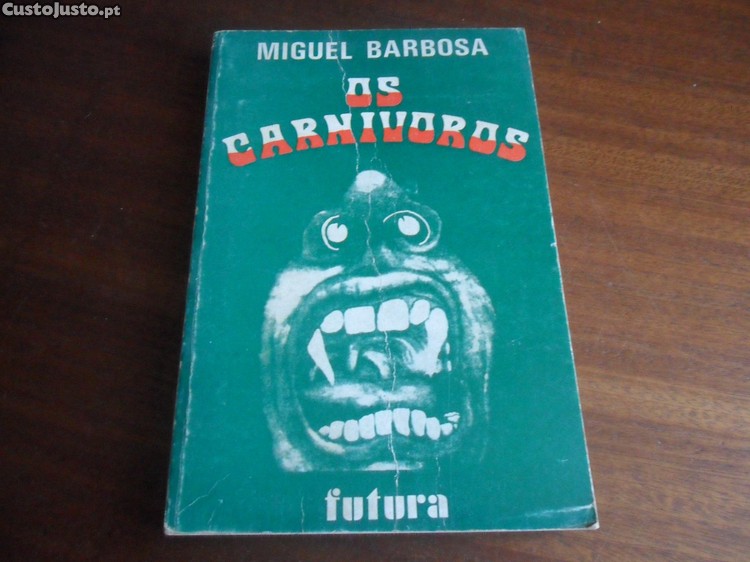 CustoJusto.pt
MIGUEL BARBOSA
OS
CARNIVOROS
futura